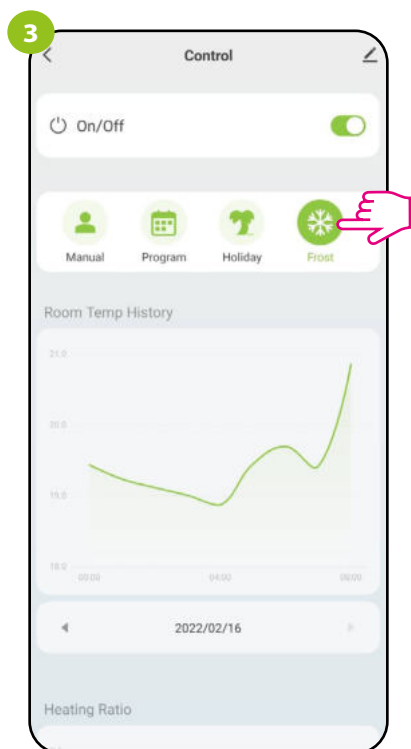 3
Control
On/Off
Manual Program Holiday Frost
Room Temp History
21.0
20.0
19.0
18.0
00:00 04:00 08:00
2022/02/16
Heating Ratio